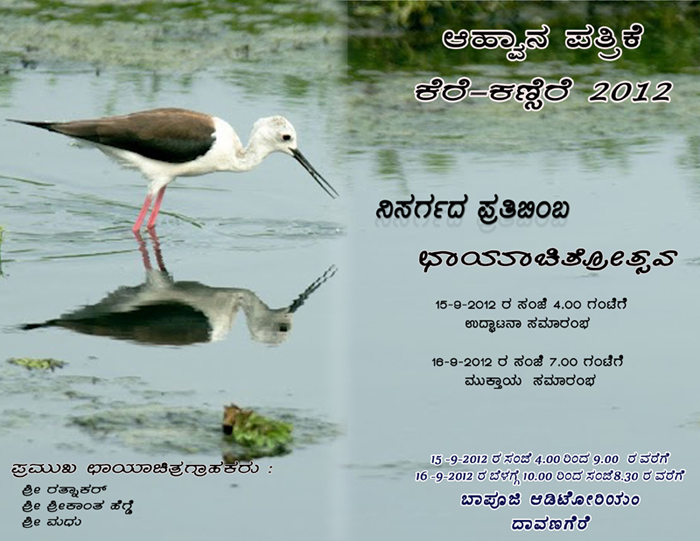 ಆಹ್ವಾನ ಪತ್ರಿಕೆ
ಕೆರೆ-ಕಣ್ಸೆರೆ 2012
ನಿಸರ್ಗದ ಪ್ರತಿಬಿಂಬ
ಛಾಯಾಚಿತ್ರೋತ್ಸವ
15-9-2012 ರ ಸಂಜೆ 4.00 ಗಂಟೆಗೆ
ಉದ್ಘಾಟನಾ ಸಮಾರಂಭ
16-9-2012 ರ ಸಂಜೆ 7.00 ಗಂಟೆಗೆ
ಮುಕ್ತಾಯ ಸಮಾರಂಭ
15 -9-2012 ರ ಸಂಜೆ 4.00 ರಿಂದ 9.00 ರ ವರೆಗೆ
16 -9-2012 ರ ಬೆಳಗ್ಗೆ 10.00 ರಿಂದ ಸಂಜೆ8.30 ರ ವರೆಗೆ
ಬಾಪೂಜಿ ಆಡಿಟೋರಿಯಂ
ದಾವಣಗೆರೆ
ಪ್ರಮುಖ ಛಾಯಾಚಿತ್ರಗ್ರಾಹಕರು :
ಶ್ರೀ ರತ್ನಾಕರ್
ಶ್ರೀ ಶ್ರೀಕಾಂತ ಹೆಗ್ಡೆ
ಶ್ರೀ ಮಧು